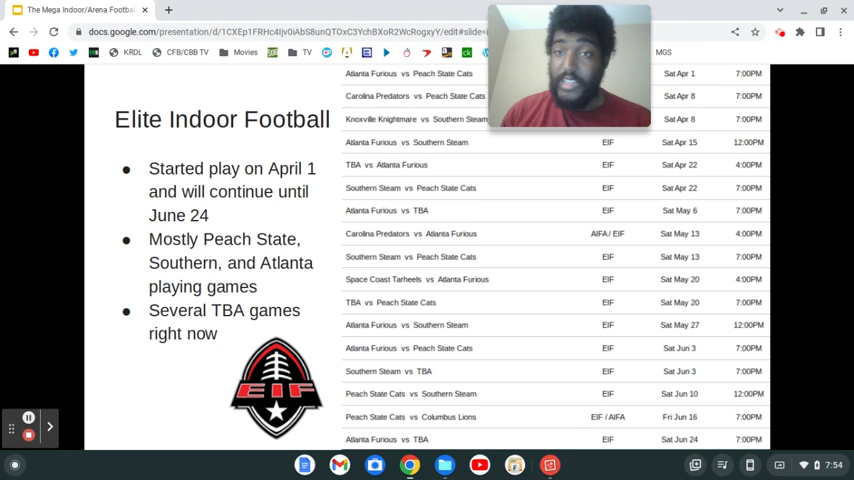 The Mega Indoor/Arena Footbal
docs.google.com/presentation/d/1CXEp1FRHc4Ijv0iAbS8unQTOxC3YchBXoR2WcRogxyY/edit#slide=
KRDL
CFB/CBB TV
Movies
TV
MGS
Elite Indoor Football
Started play on April 1
and will continue until
June 24
Mostly Peach State,
Southern, and Atlanta
playing games
Several TBA games
right now
EIF
Atlanta Furious vs Peach State Cats Sat Apr 1 7:00PM
Carolina Predators vs Peach State Cats Sat Apr 8 7:00PM
Knoxville Knightmare vs Southern Steam Sat Apr 8 7:00PM
Atlanta Furious vs Southern Steam EIF Sat Apr 15 12:00PM
TBA vs Atlanta Furious EIF Sat Apr 22 4:00PM
Southern Steam vs Peach State Cats EIF Sat Apr 22 7:00PM
Atlanta Furious vs TBA EIF Sat May 6 7:00PM
Carolina Predators vs Atlanta Furious AIFA / EIF Sat May 13 4:00PM
Southern Steam vs Peach State Cats EIF Sat May 13 7:00PM
Space Coast Tarheels vs Atlanta Furious EIF Sat May 20 4:00PM
TBA vs Peach State Cats EIF Sat May 20 7:00PM
Atlanta Furious vs Southern Steam EIF Sat May 27 12:00PM
Atlanta Furious vs Peach State Cats EIF Sat Jun 3 7:00PM
Southern Steam vs TBA EIF Sat Jun 3 7:00PM
Peach State Cats vs Southern Steam EIF Sat Jun 10 12:00PM
Peach State Cats vs Columbus Lions EIF / AIFA Fri Jun 16 7:00PM
Atlanta Furious vs TBA EIF Sat Jun 24 7:00PM
7:54